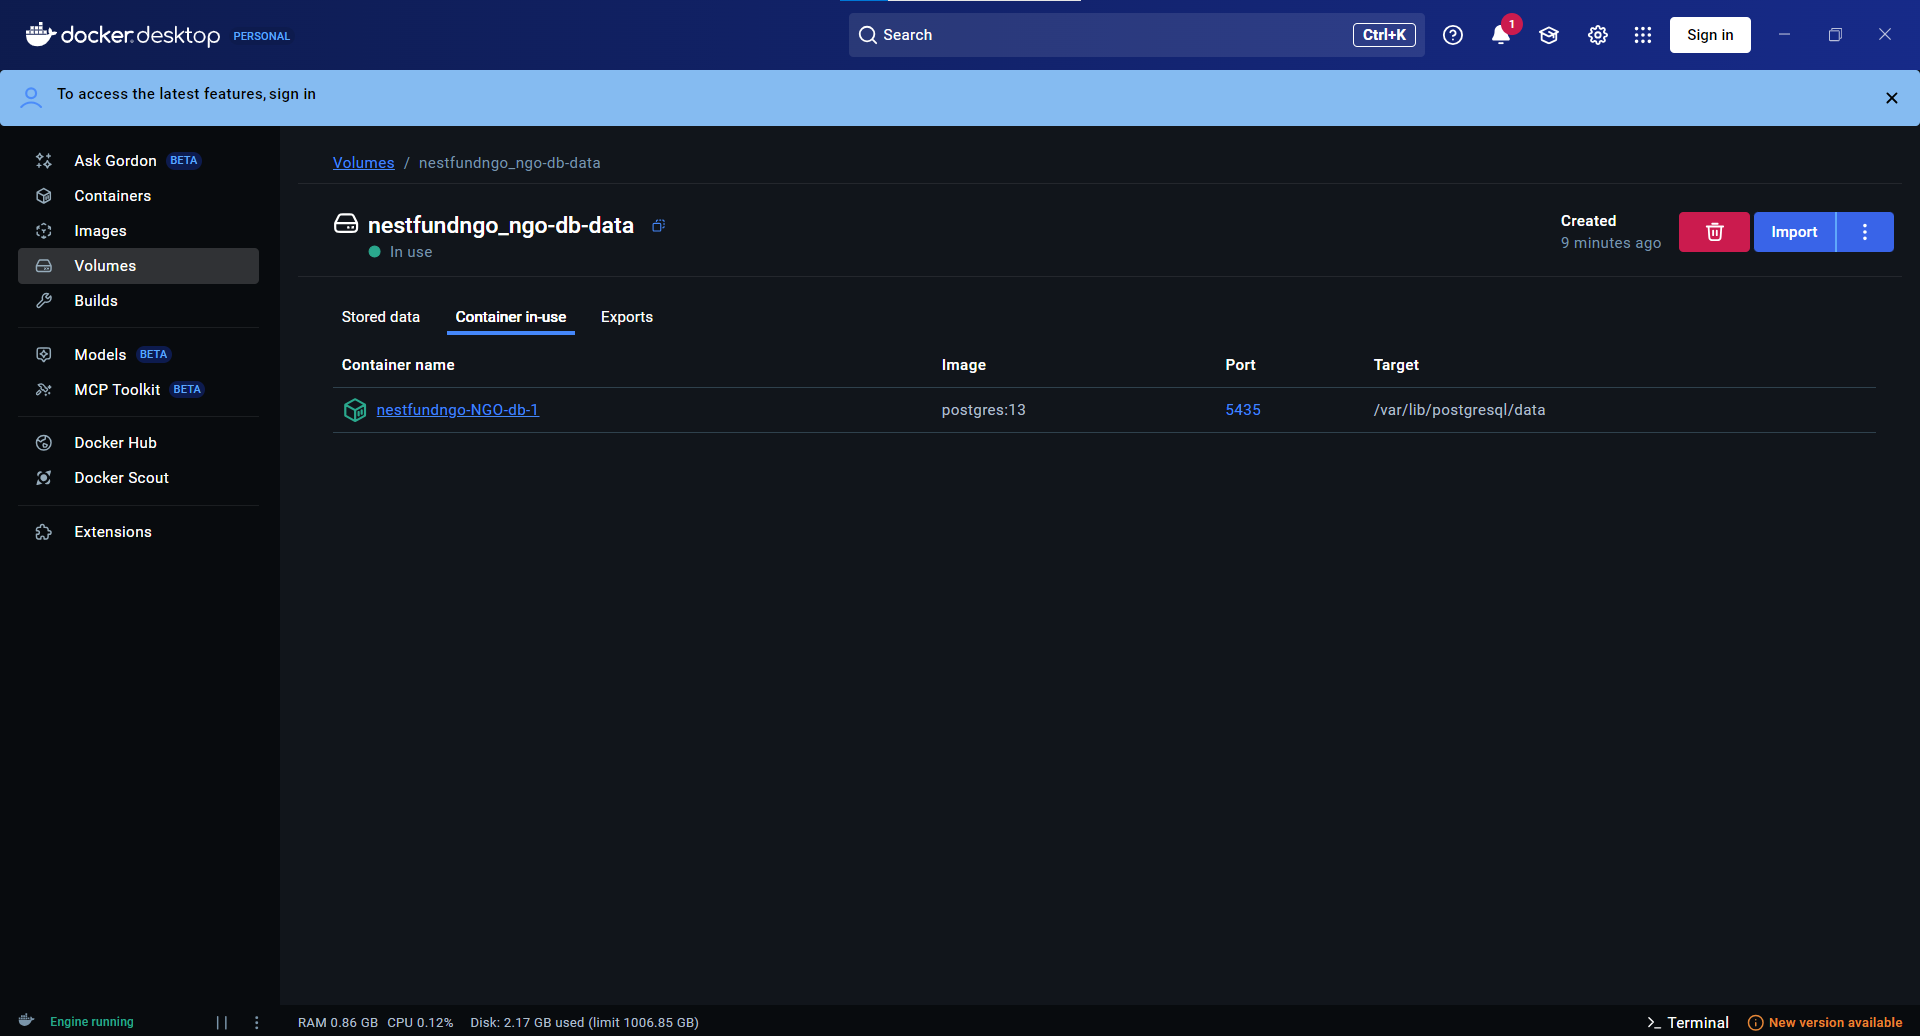 docker.desktop PERSONAL
Search Ctrl+K
1
Sign in
To access the latest features, sign in
Ask Gordon BETA
Containers
Images
Volumes
Builds
Models BETA
MCP Toolkit BETA
Docker Hub
Docker Scout
Extensions
Volumes / nestfundngo_ngo-db-data
nestfundngo_ngo-db-data
In use
Created
9 minutes ago
Import
Stored data Container in-use Exports
Container name Image Port Target
nestfundngo-NGO-db-1 postgres:13 5435 /var/lib/postgresql/data
Engine running
RAM 0.86 GB CPU 0.12% Disk: 2.17 GB used (limit 1006.85 GB)
>_ Terminal
New version available